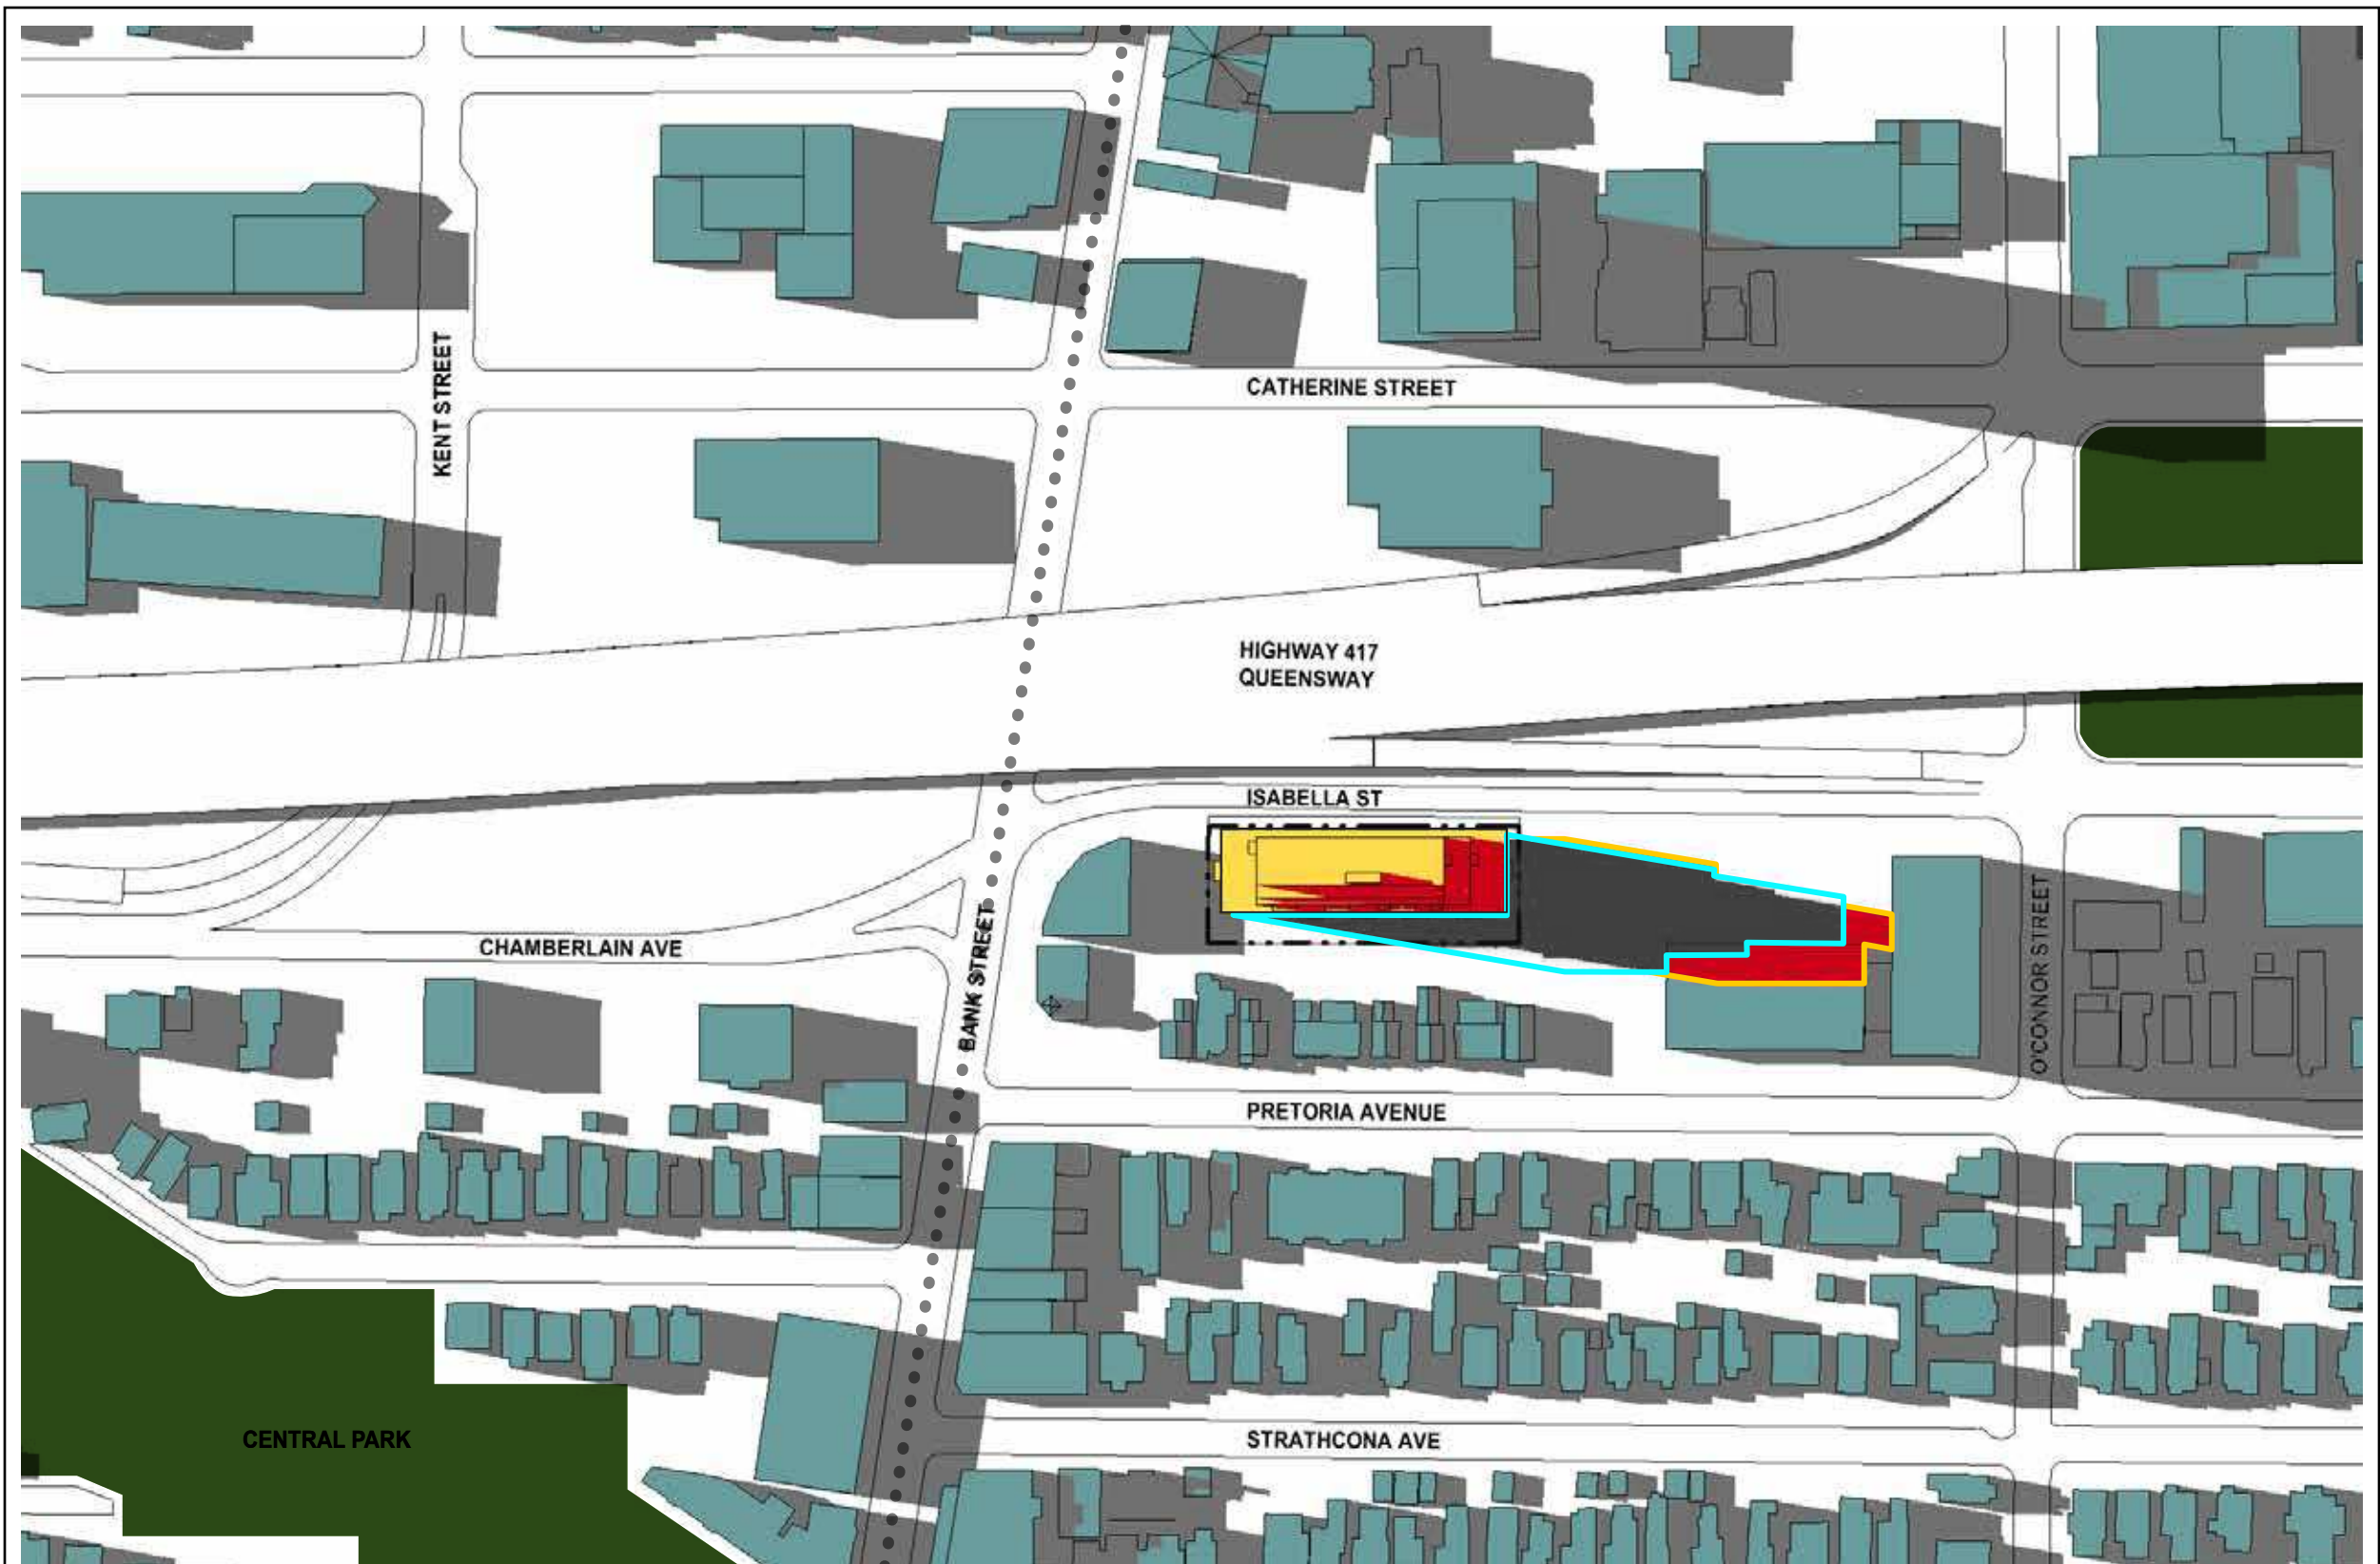 KENT STREET
CATHERINE STREET
HIGHWAY 417
QUEENSWAY
ISABELLA ST
CHAMBERLAIN AVE
BANK STREET
O'CONNOR STREET
PRETORIA AVENUE
CENTRAL PARK
STRATHCONA AVE